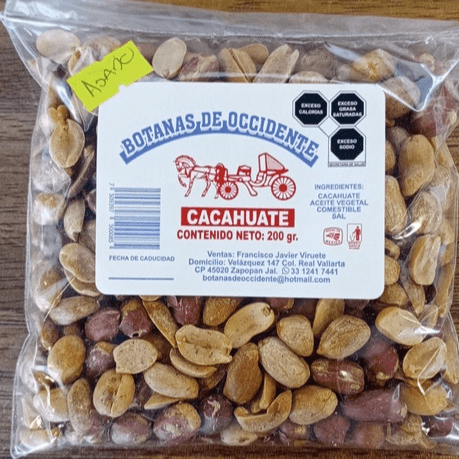 ASADO
EXCESO
CALORÍAS
EXCESO
GRASA
SATURADAS
EXCESO
SODIO
SECRETARÍA DE SALUD
BOTANAS DE OCCIDENTE
INGREDIENTES:
CACAHUATE
ACEITE VEGETAL
COMESTIBLE
SAL
CACAHUATE
CONTENIDO NETO: 200 gr.
FECHA DE CADUCIDAD
Ventas: Francisco Javier Viruete
Domicilio: Velázquez 147 Col. Real Vallarta
CP 45020 Zapopan Jal. 33 1241 7441
botanasdeoccidente@hotmail.com